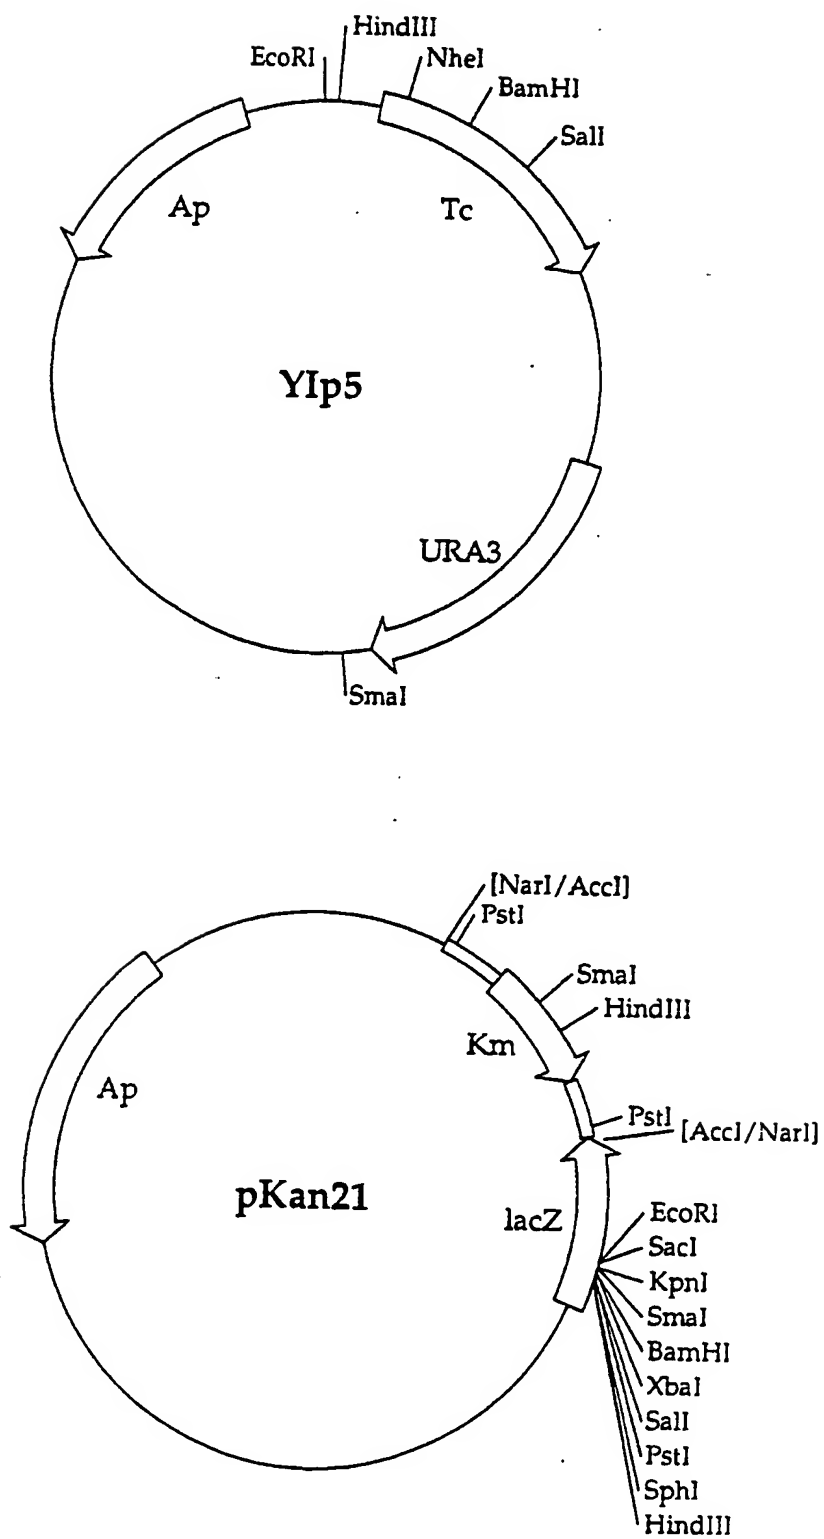 HindIII
EcoRI
NheI
BamHI
SalI
Ap
Tc
YIp5
URA3
SmaI
[NarI/AccI]
PstI
SmaI
HindIII
Km
Ap
PstI
[AccI/NarI]
pKan21
lacZ
EcoRI
SacI
KpnI
SmaI
BamHI
XbaI
SalI
PstI
SphI
HindIII